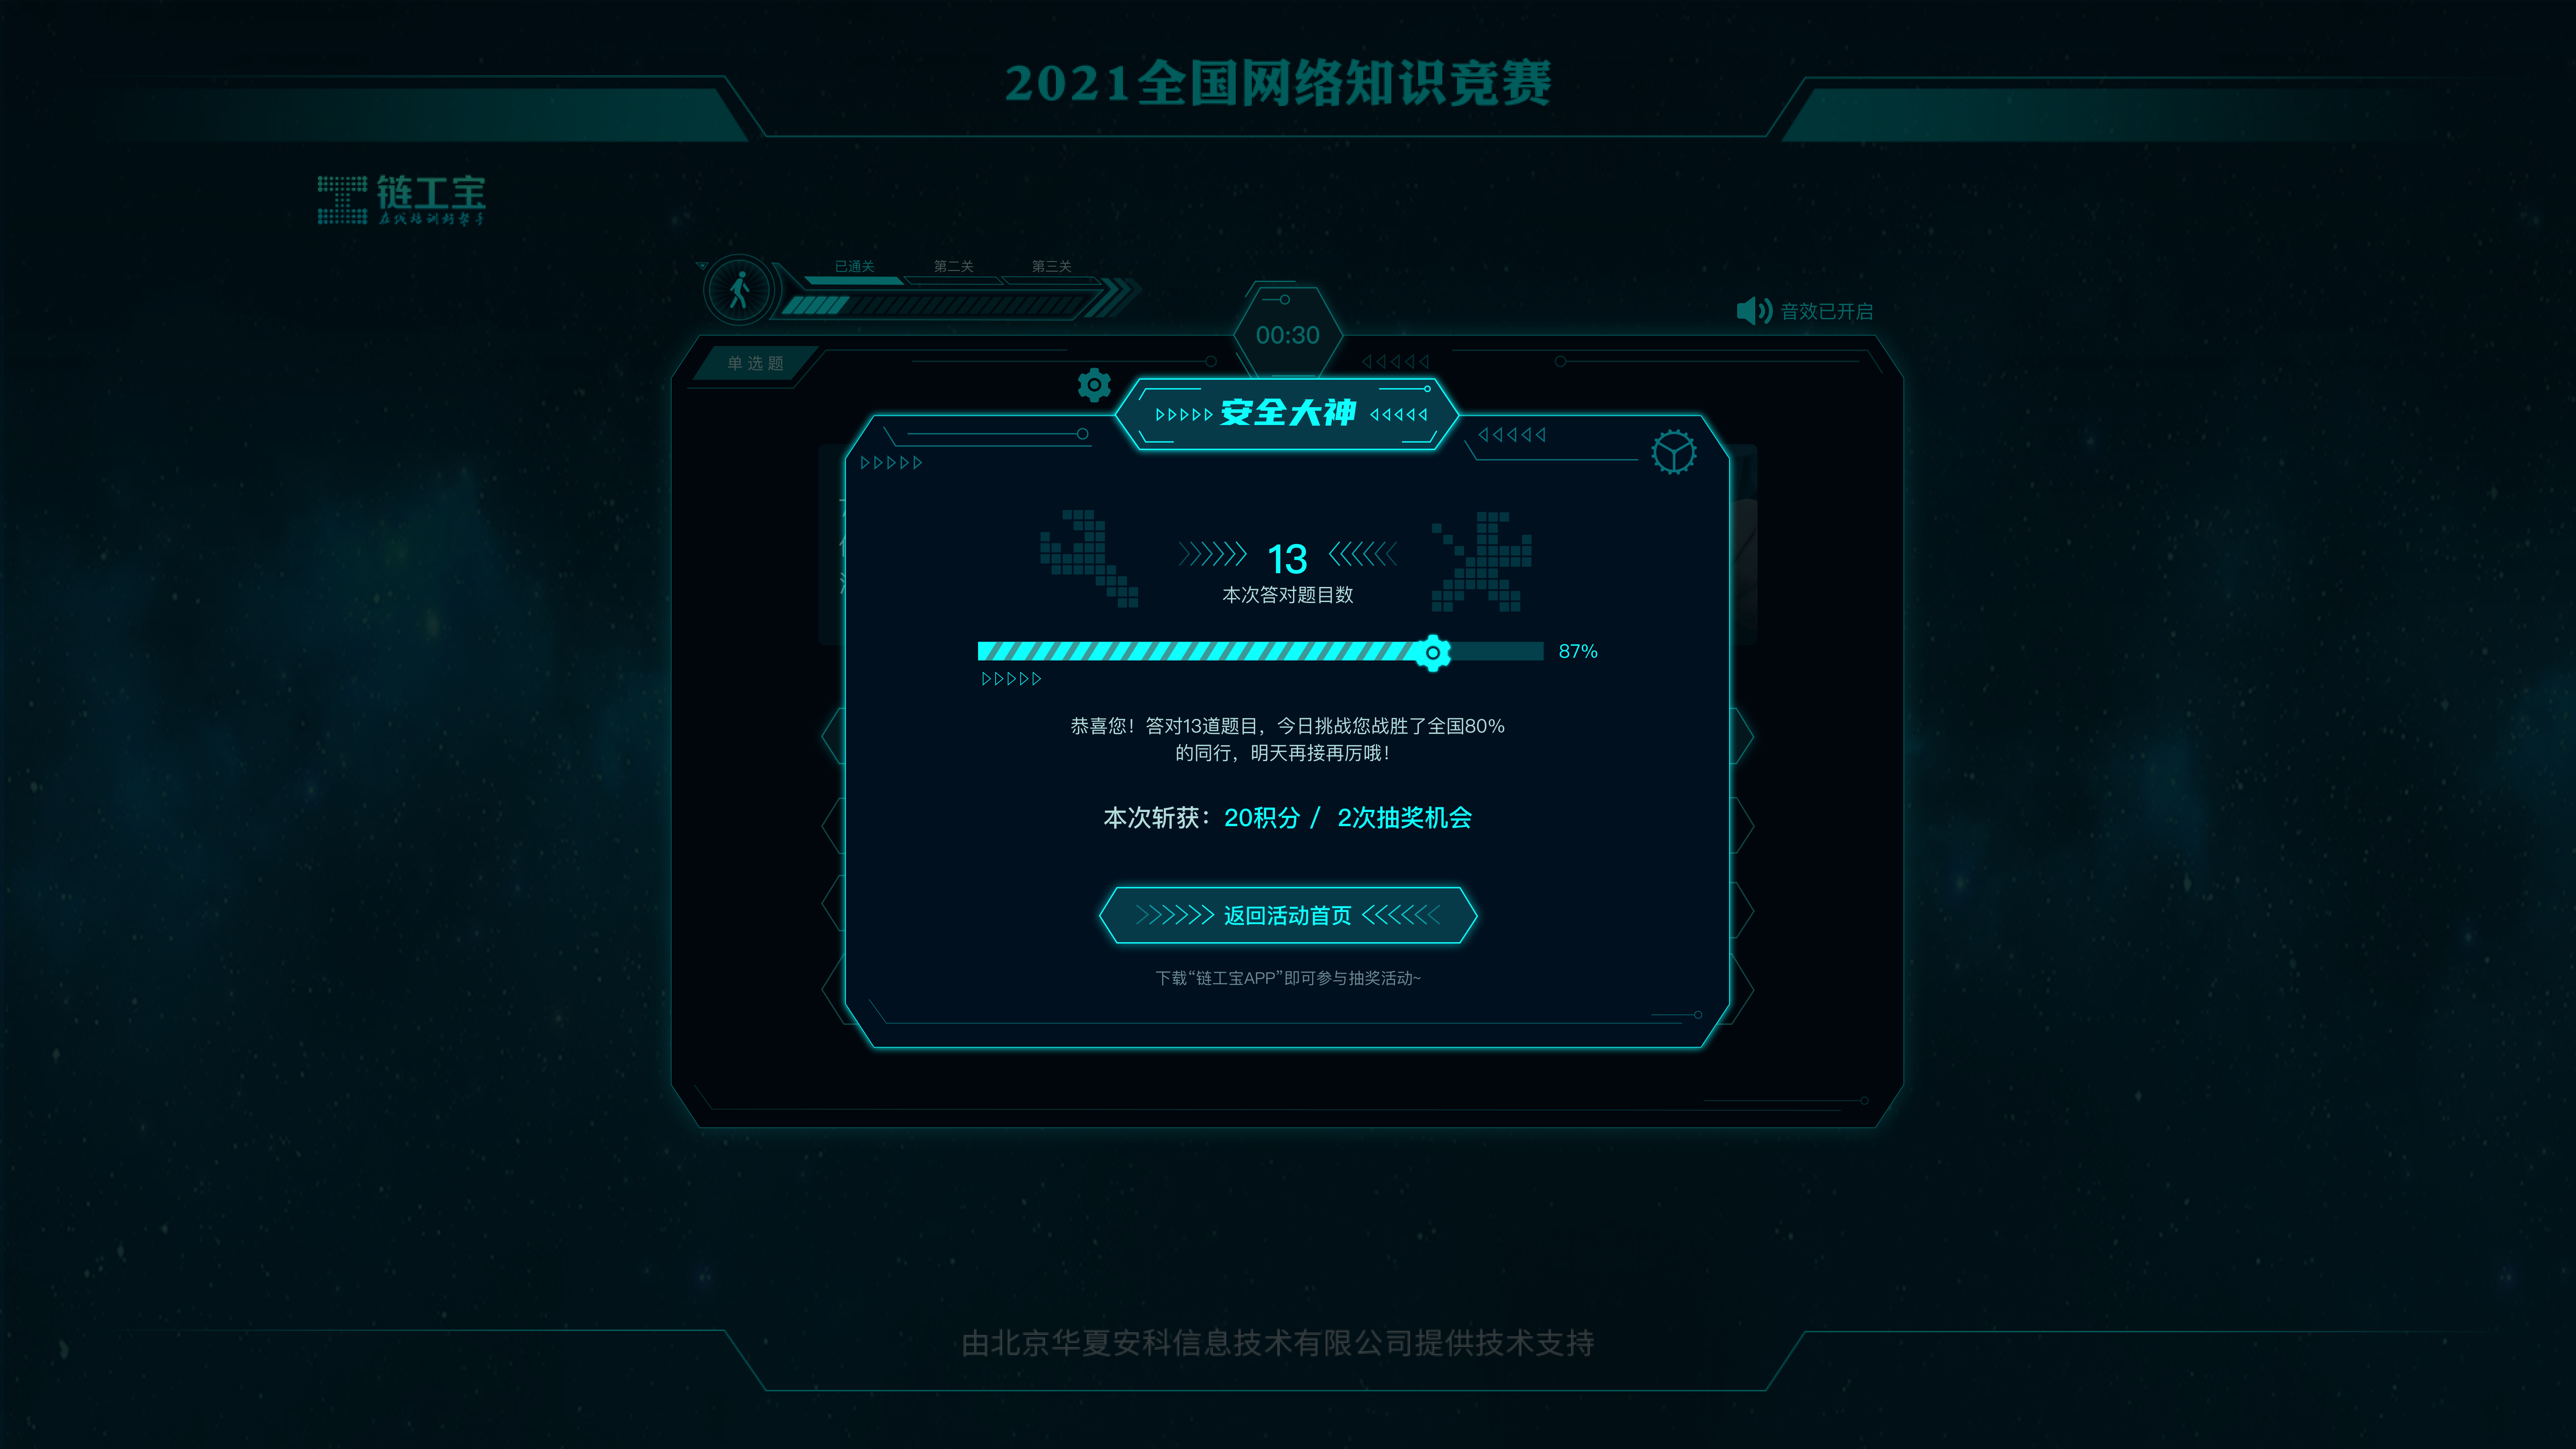 2021全国网络知识竞赛
链工宝
在线培训好帮手
已通关
第二关
第三关
00:30
音效已开启
单选题
安全大神
13
本次答对题目数
87%
恭喜您！答对13道题目，今日挑战您战胜了全国80%
的同行，明天再接再厉哦！
本次斩获：20积分 / 2次抽奖机会
返回活动首页
下载“链工宝APP”即可参与抽奖活动~
由北京华夏安科信息技术有限公司提供技术支持